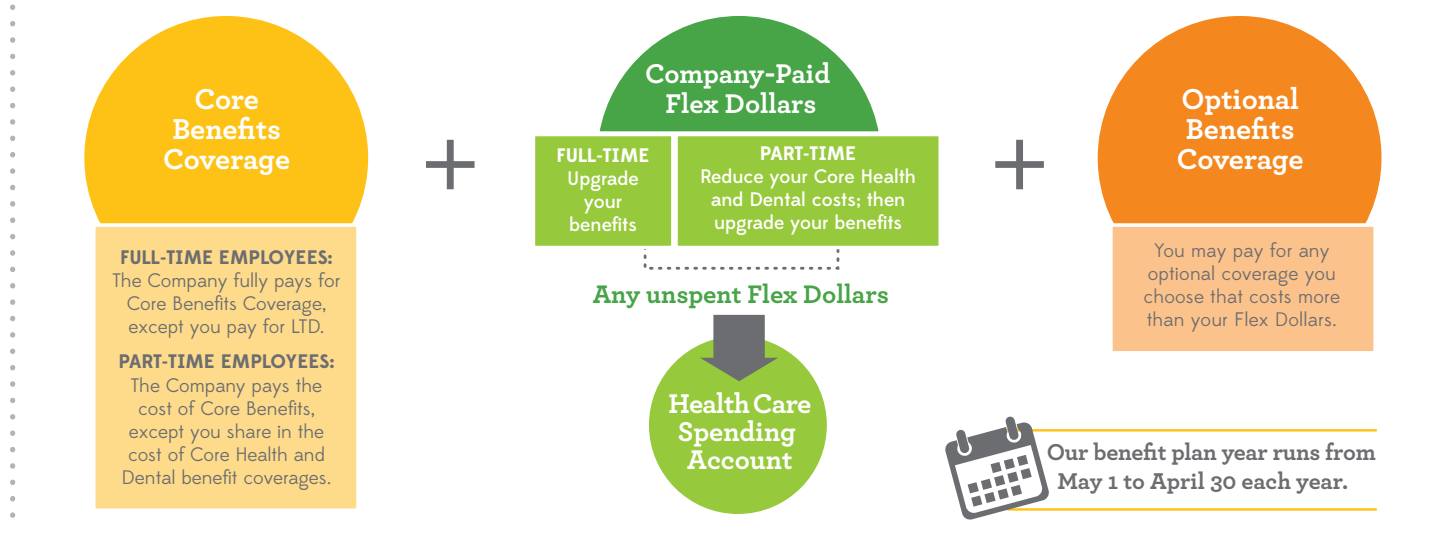 Core
Benefits
Coverage
FULL-TIME EMPLOYEES:
The Company fully pays for
Core Benefits Coverage,
except you pay for LTD.
PART-TIME EMPLOYEES:
The Company pays the
cost of Core Benefits,
except you share in the
cost of Core Health and
Dental benefit coverages.
+
Company-Paid
Flex Dollars
FULL-TIME
Upgrade
your
benefits
PART-TIME
Reduce your Core Health
and Dental costs; then
upgrade your benefits
Any unspent Flex Dollars
Health Care
Spending
Account
+
Optional
Benefits
Coverage
You may pay for any
optional coverage you
choose that costs more
than your Flex Dollars.
Our benefit plan year runs from
May 1 to April 30 each year.